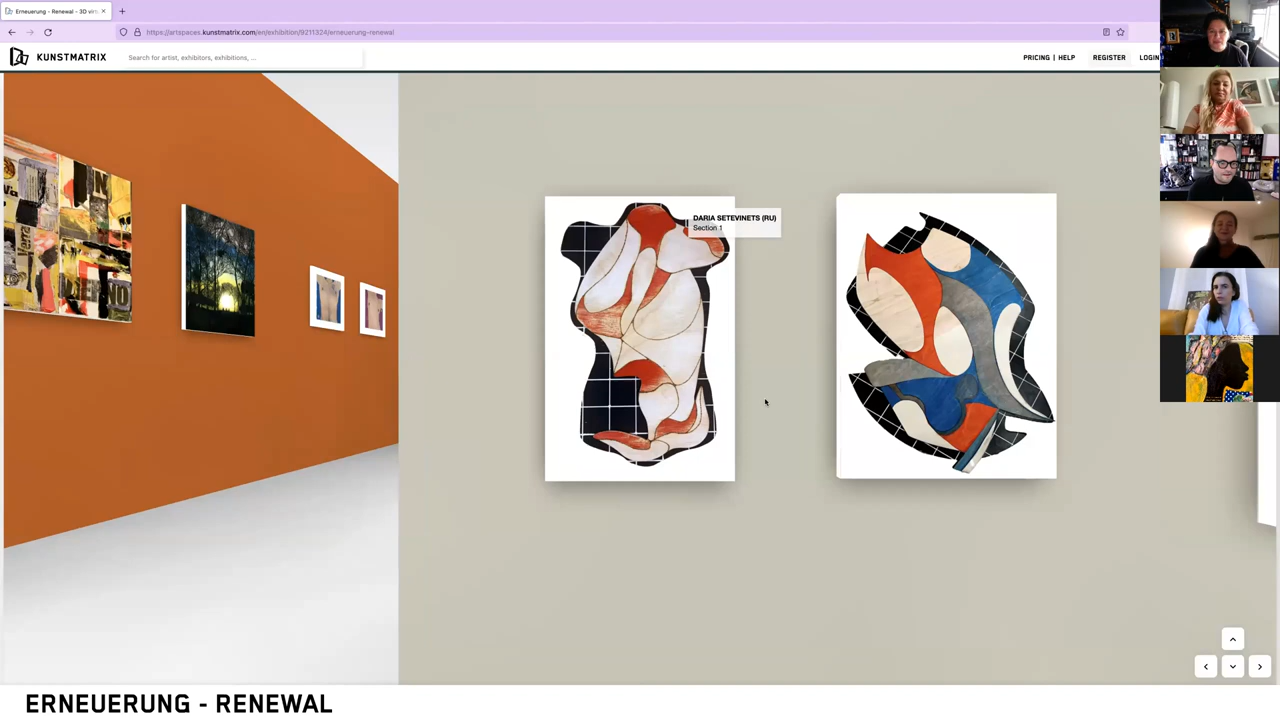 Erneuerung - Renewal - 3D virt
https://artspaces.kunstmatrix.com/en/exhibition/9211324/erneuerung-renewal
KUNSTMATRIX
Search for artist, exhibitors, exhibitions, ...
PRICING | HELP
REGISTER
LOGIN
DARIA SETEVINETS (RU)
Section 1
ERNEUERUNG - RENEWAL